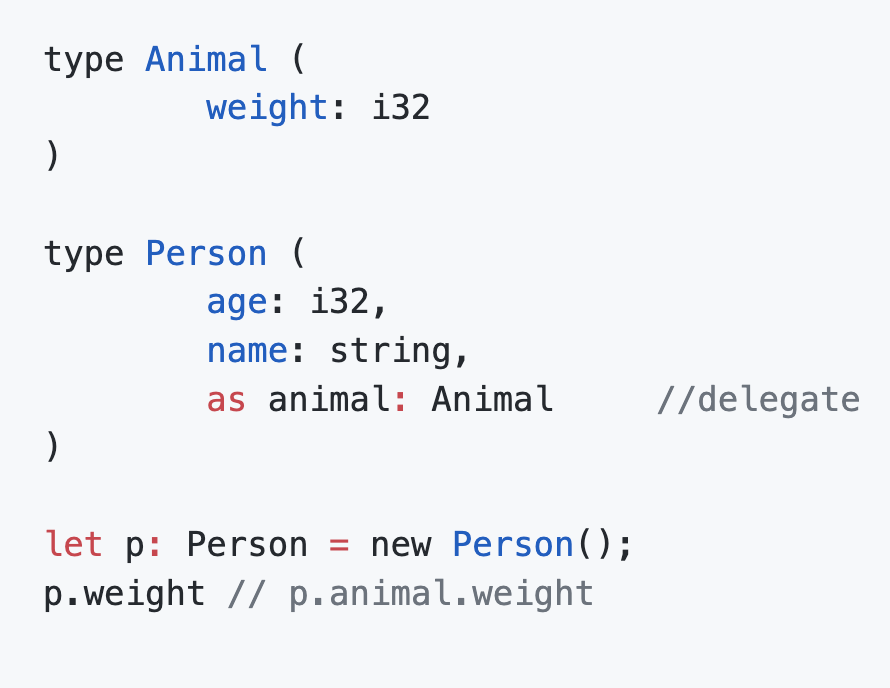 type Animal (
        weight: i32
)

type Person (
        age: i32,
        name: string,
        as animal: Animal     //delegate
)

let p: Person = new Person();
p.weight // p.animal.weight